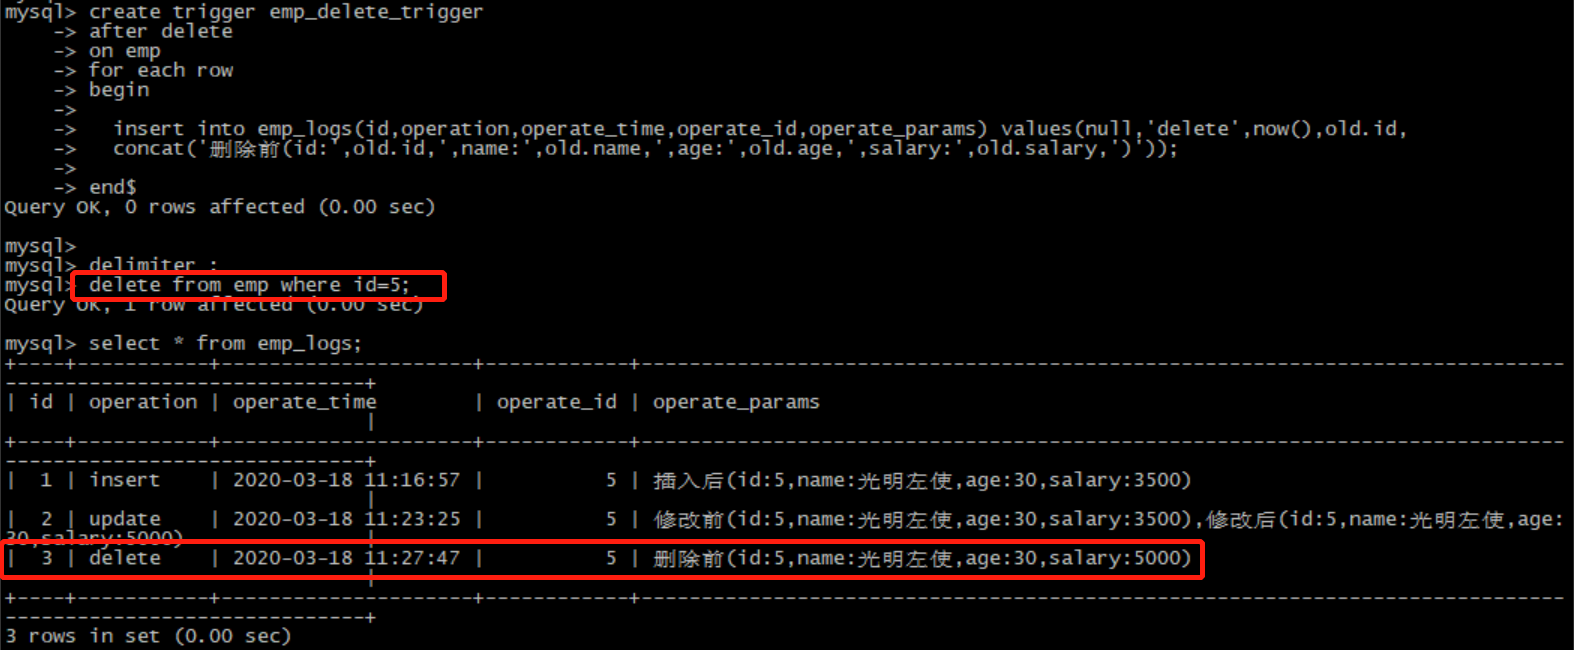 mysql> create trigger emp_delete_trigger
    -> after delete
    -> on emp
    -> for each row
    -> begin
    ->
    ->   insert into emp_logs(id,operation,operate_time,operate_id,operate_params) values(null,'delete',now(),old.id,
    ->   concat('删除前(id:',old.id,',name:',old.name,',age:',old.age,',salary:',old.salary,')'));
    ->
    -> end$
Query OK, 0 rows affected (0.00 sec)

mysql>
mysql> delimiter ;
mysql> delete from emp where id=5;
Query OK, 1 row affected (0.00 sec)

mysql> select * from emp_logs;
+----+-----------+---------------------+------------+-----------------------------------------------------------------------------
------------------------------+
| id | operation | operate_time        | operate_id | operate_params
                              |
+----+-----------+---------------------+------------+-----------------------------------------------------------------------------
------------------------------+
|  1 | insert    | 2020-03-18 11:16:57 |          5 | 插入后(id:5,name:光明左使,age:30,salary:3500)
                              |
|  2 | update    | 2020-03-18 11:23:25 |          5 | 修改前(id:5,name:光明左使,age:30,salary:3500),修改后(id:5,name:光明左使,age:
30,salary:5000)               |
|  3 | delete    | 2020-03-18 11:27:47 |          5 | 删除前(id:5,name:光明左使,age:30,salary:5000)
                              |
+----+-----------+---------------------+------------+-----------------------------------------------------------------------------
------------------------------+
3 rows in set (0.00 sec)